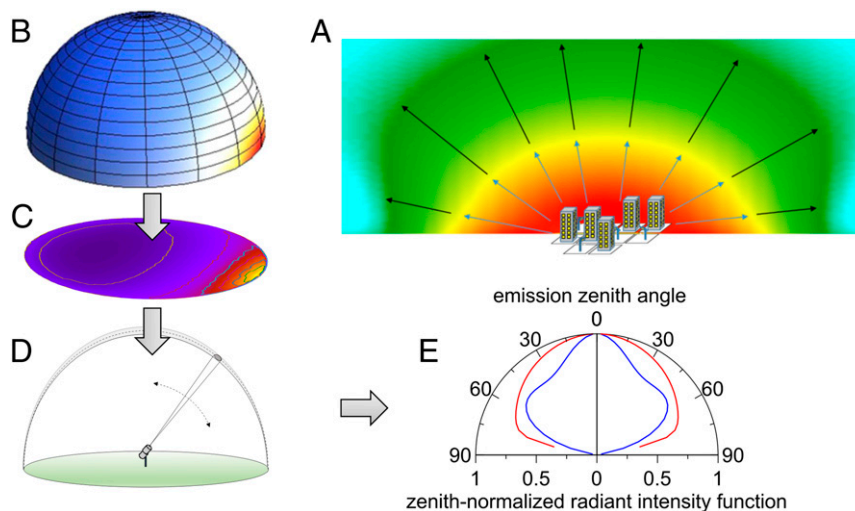 B
A
C
D
emission zenith angle
E
0
30 30
60 60
90 90
1 0.5 0 0.5 1
zenith-normalized radiant intensity function